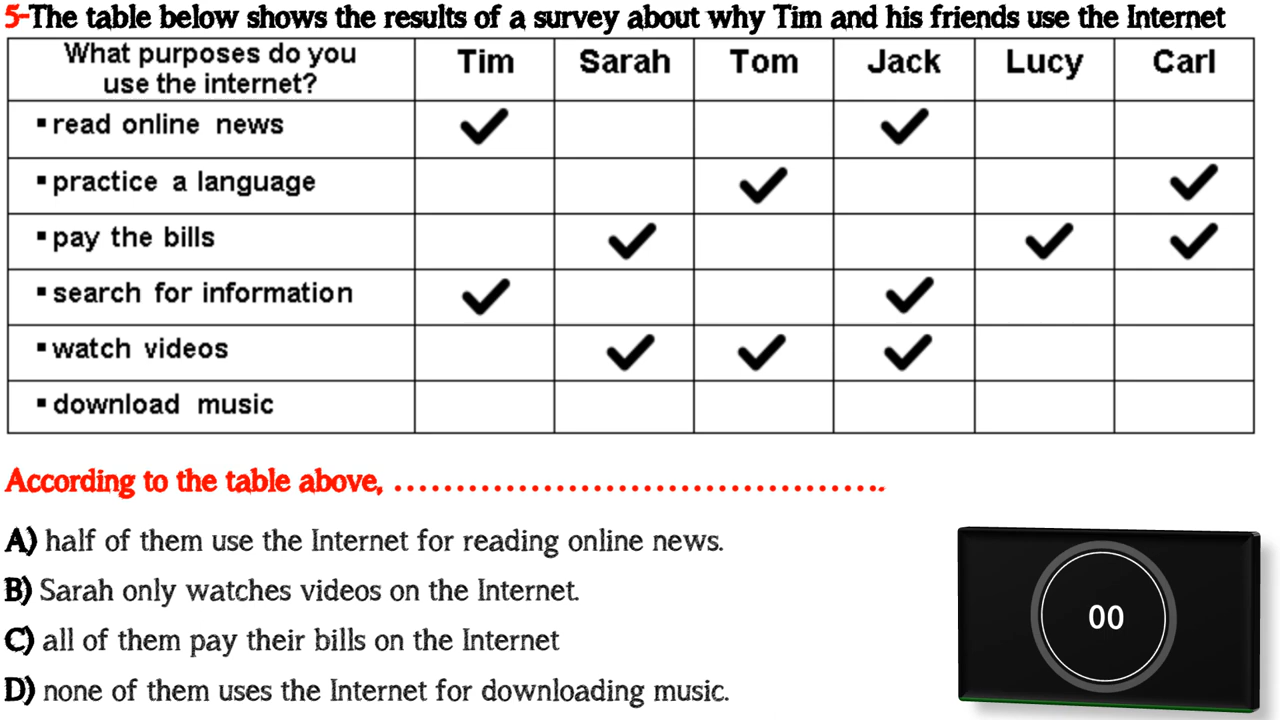 5-The table below shows the results of a survey about why Tim and his friends use the Internet
What purposes do you
use the internet?
Tim Sarah Tom Jack Lucy Carl
▪ read online news ✔ ✔
▪ practice a language ✔ ✔
▪ pay the bills ✔ ✔ ✔
▪ search for information ✔ ✔
▪ watch videos ✔ ✔ ✔
▪ download music
According to the table above, …………………………………….
A) half of them use the Internet for reading online news.
B) Sarah only watches videos on the Internet.
C) all of them pay their bills on the Internet
D) none of them uses the Internet for downloading music.
00